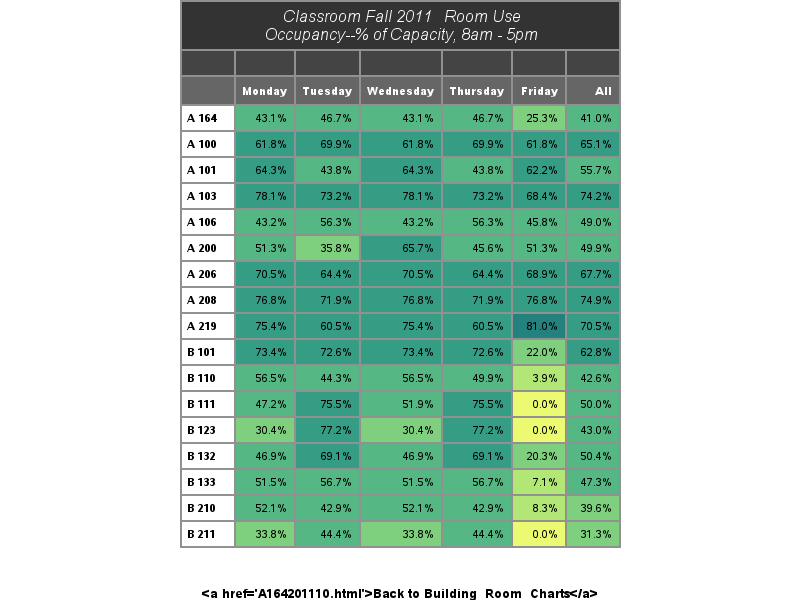 Classroom Fall 2011 Room Use
Occupancy--% of Capacity, 8am - 5pm
Monday Tuesday Wednesday Thursday Friday All
A 164 43.1% 46.7% 43.1% 46.7% 25.3% 41.0%
A 100 61.8% 69.9% 61.8% 69.9% 61.8% 65.1%
A 101 64.3% 43.8% 64.3% 43.8% 62.2% 55.7%
A 103 78.1% 73.2% 78.1% 73.2% 68.4% 74.2%
A 106 43.2% 56.3% 43.2% 56.3% 45.8% 49.0%
A 200 51.3% 35.8% 65.7% 45.6% 51.3% 49.9%
A 206 70.5% 64.4% 70.5% 64.4% 68.9% 67.7%
A 208 76.8% 71.9% 76.8% 71.9% 76.8% 74.9%
A 219 75.4% 60.5% 75.4% 60.5% 81.0% 70.5%
B 101 73.4% 72.6% 73.4% 72.6% 22.0% 62.8%
B 110 56.5% 44.3% 56.5% 49.9% 3.9% 42.6%
B 111 47.2% 75.5% 51.9% 75.5% 0.0% 50.0%
B 123 30.4% 77.2% 30.4% 77.2% 0.0% 43.0%
B 132 46.9% 69.1% 46.9% 69.1% 20.3% 50.4%
B 133 51.5% 56.7% 51.5% 56.7% 7.1% 47.3%
B 210 52.1% 42.9% 52.1% 42.9% 8.3% 39.6%
B 211 33.8% 44.4% 33.8% 44.4% 0.0% 31.3%
<a href='A164201110.html'>Back to Building Room Charts</a>